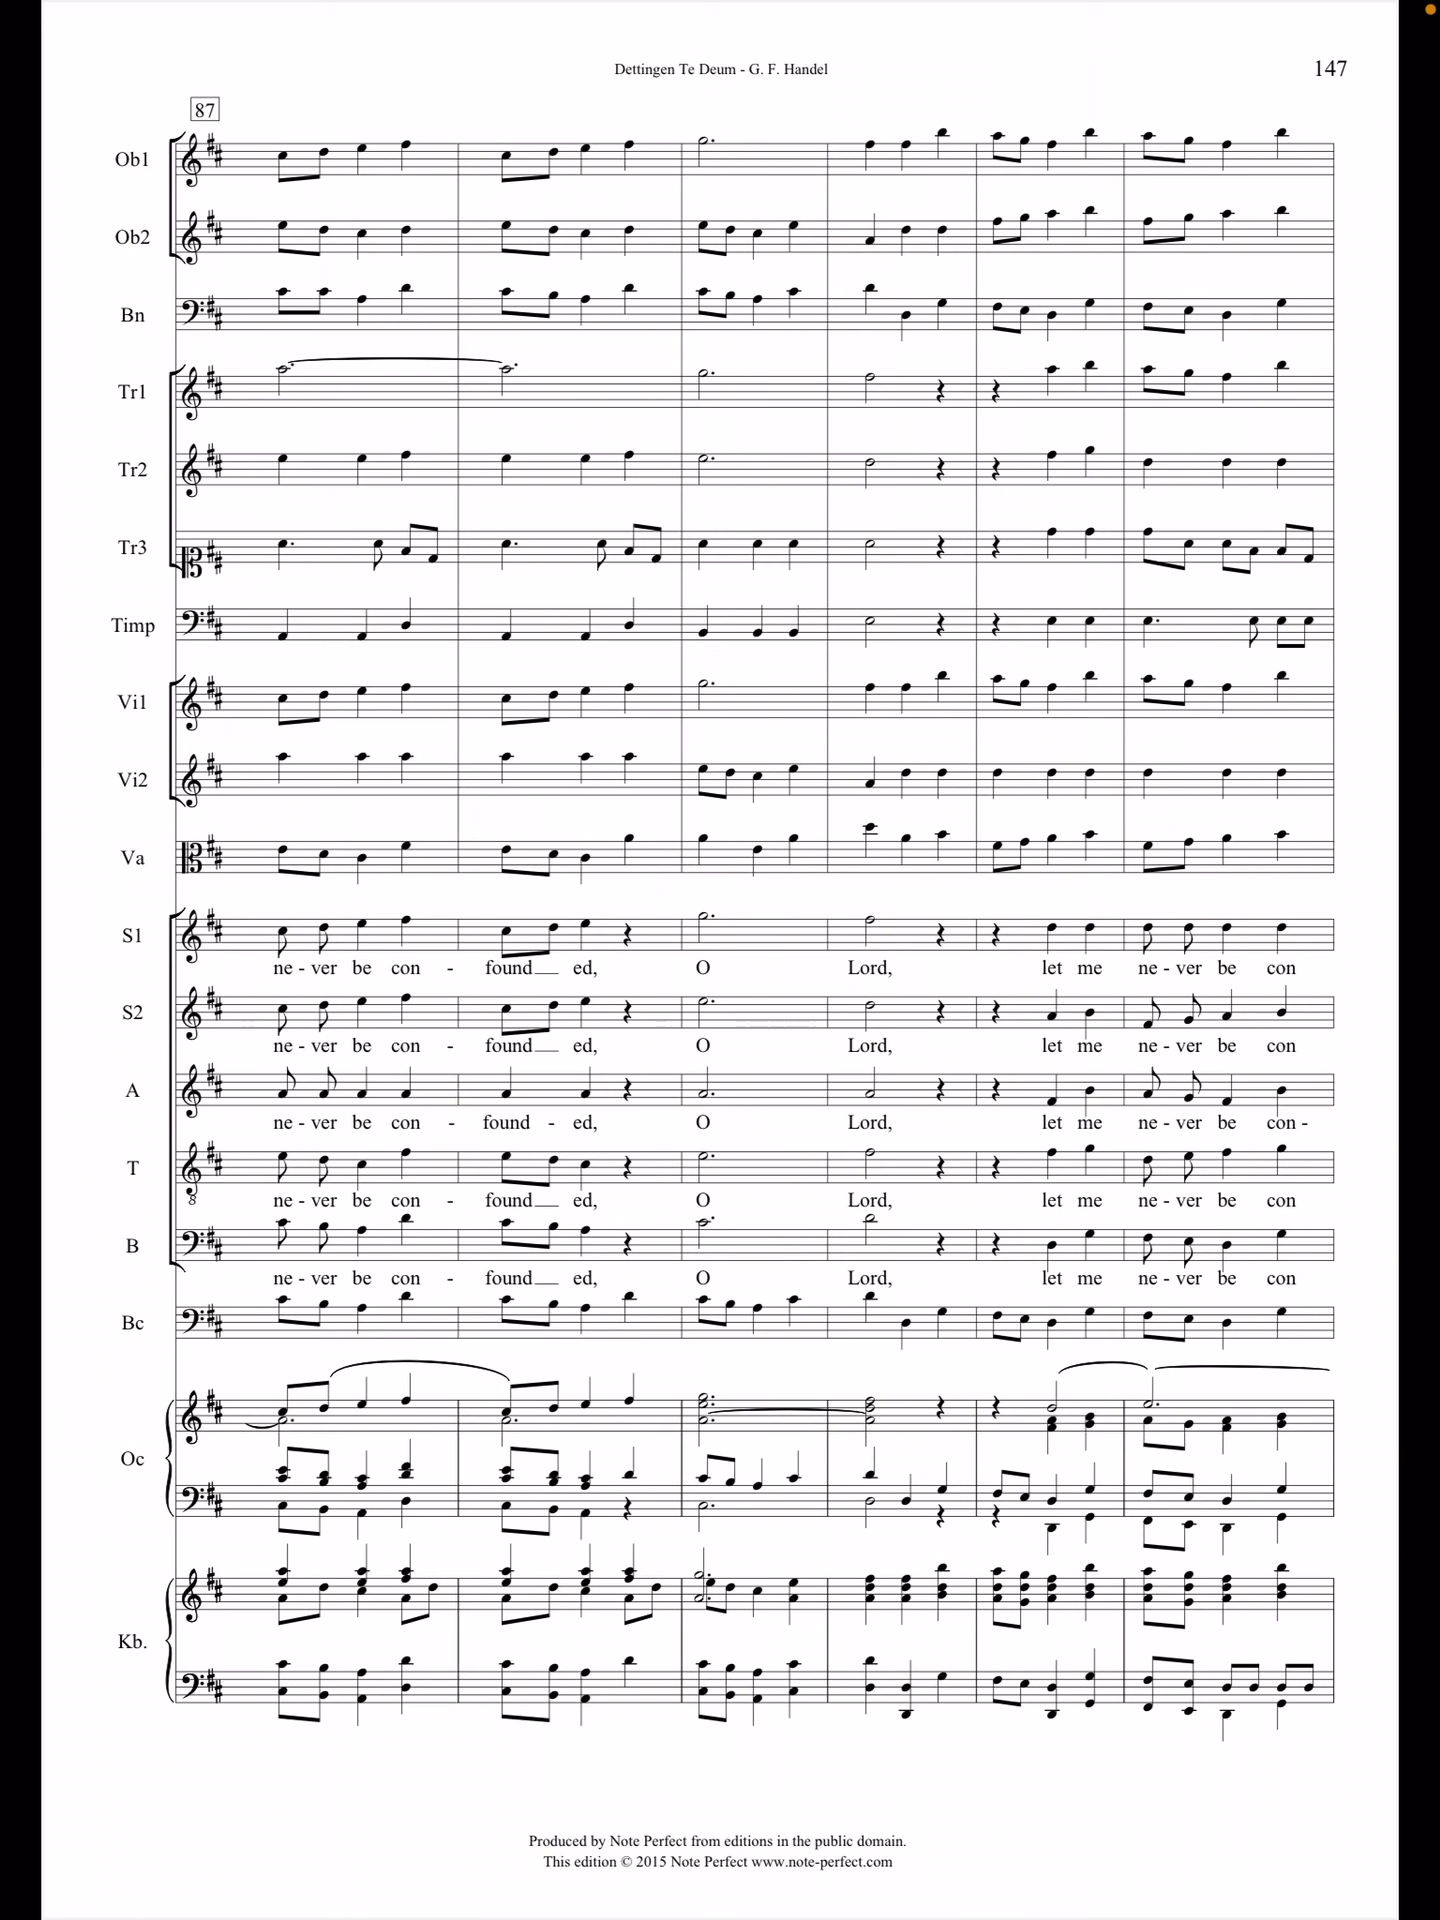 Dettingen Te Deum - G. F. Handel
147
87
Ob1
Ob2
Bn
Tr1
Tr2
Tr3
Timp
Vi1
Vi2
Va
S1
ne - ver be con - found ed, O Lord, let me ne - ver be con
S2
ne - ver be con - found ed, O Lord, let me ne - ver be con
A
ne - ver be con - found - ed, O Lord, let me ne - ver be con -
T
8
ne - ver be con - found ed, O Lord, let me ne - ver be con
B
ne - ver be con - found ed, O Lord, let me ne - ver be con
Bc
Oc
Kb.
Produced by Note Perfect from editions in the public domain.
This edition © 2015 Note Perfect www.note-perfect.com